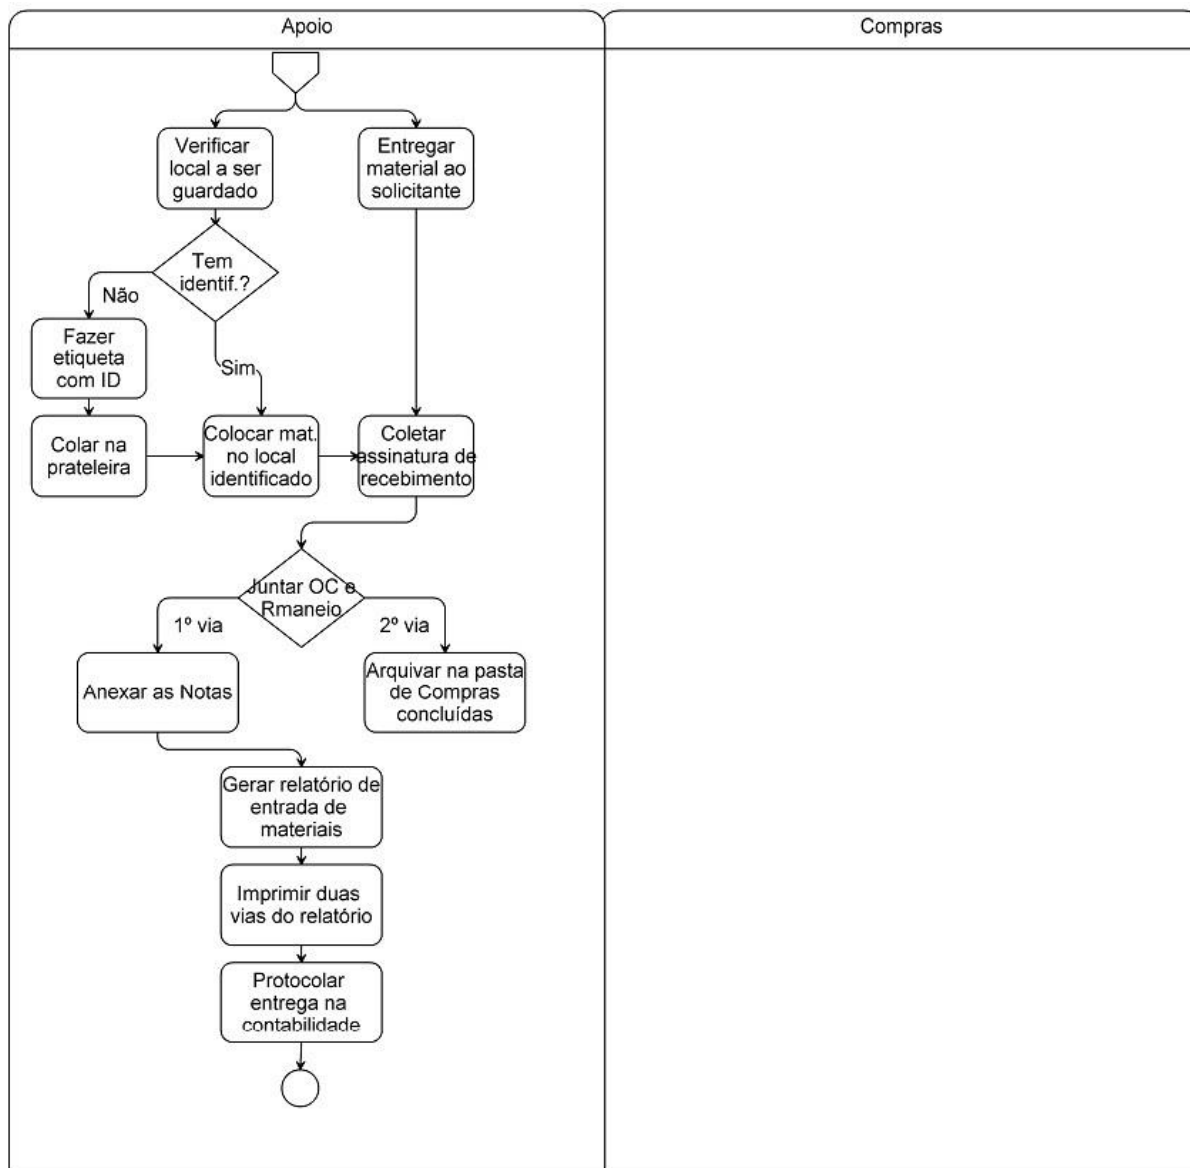 Apoio
Compras
Verificar
local a ser
guardado
Entregar
material ao
solicitante
Tem
identif.?
Não
Fazer
etiqueta
com ID
Sim
Colar na
prateleira
Colocar mat.
no local
identificado
Coletar
assinatura de
recebimento
Juntar OC e
Rmaneio
1º via
2º via
Anexar as Notas
Arquivar na pasta
de Compras
concluídas
Gerar relatório de
entrada de
materiais
Imprimir duas
vias do relatório
Protocolar
entrega na
contabilidade